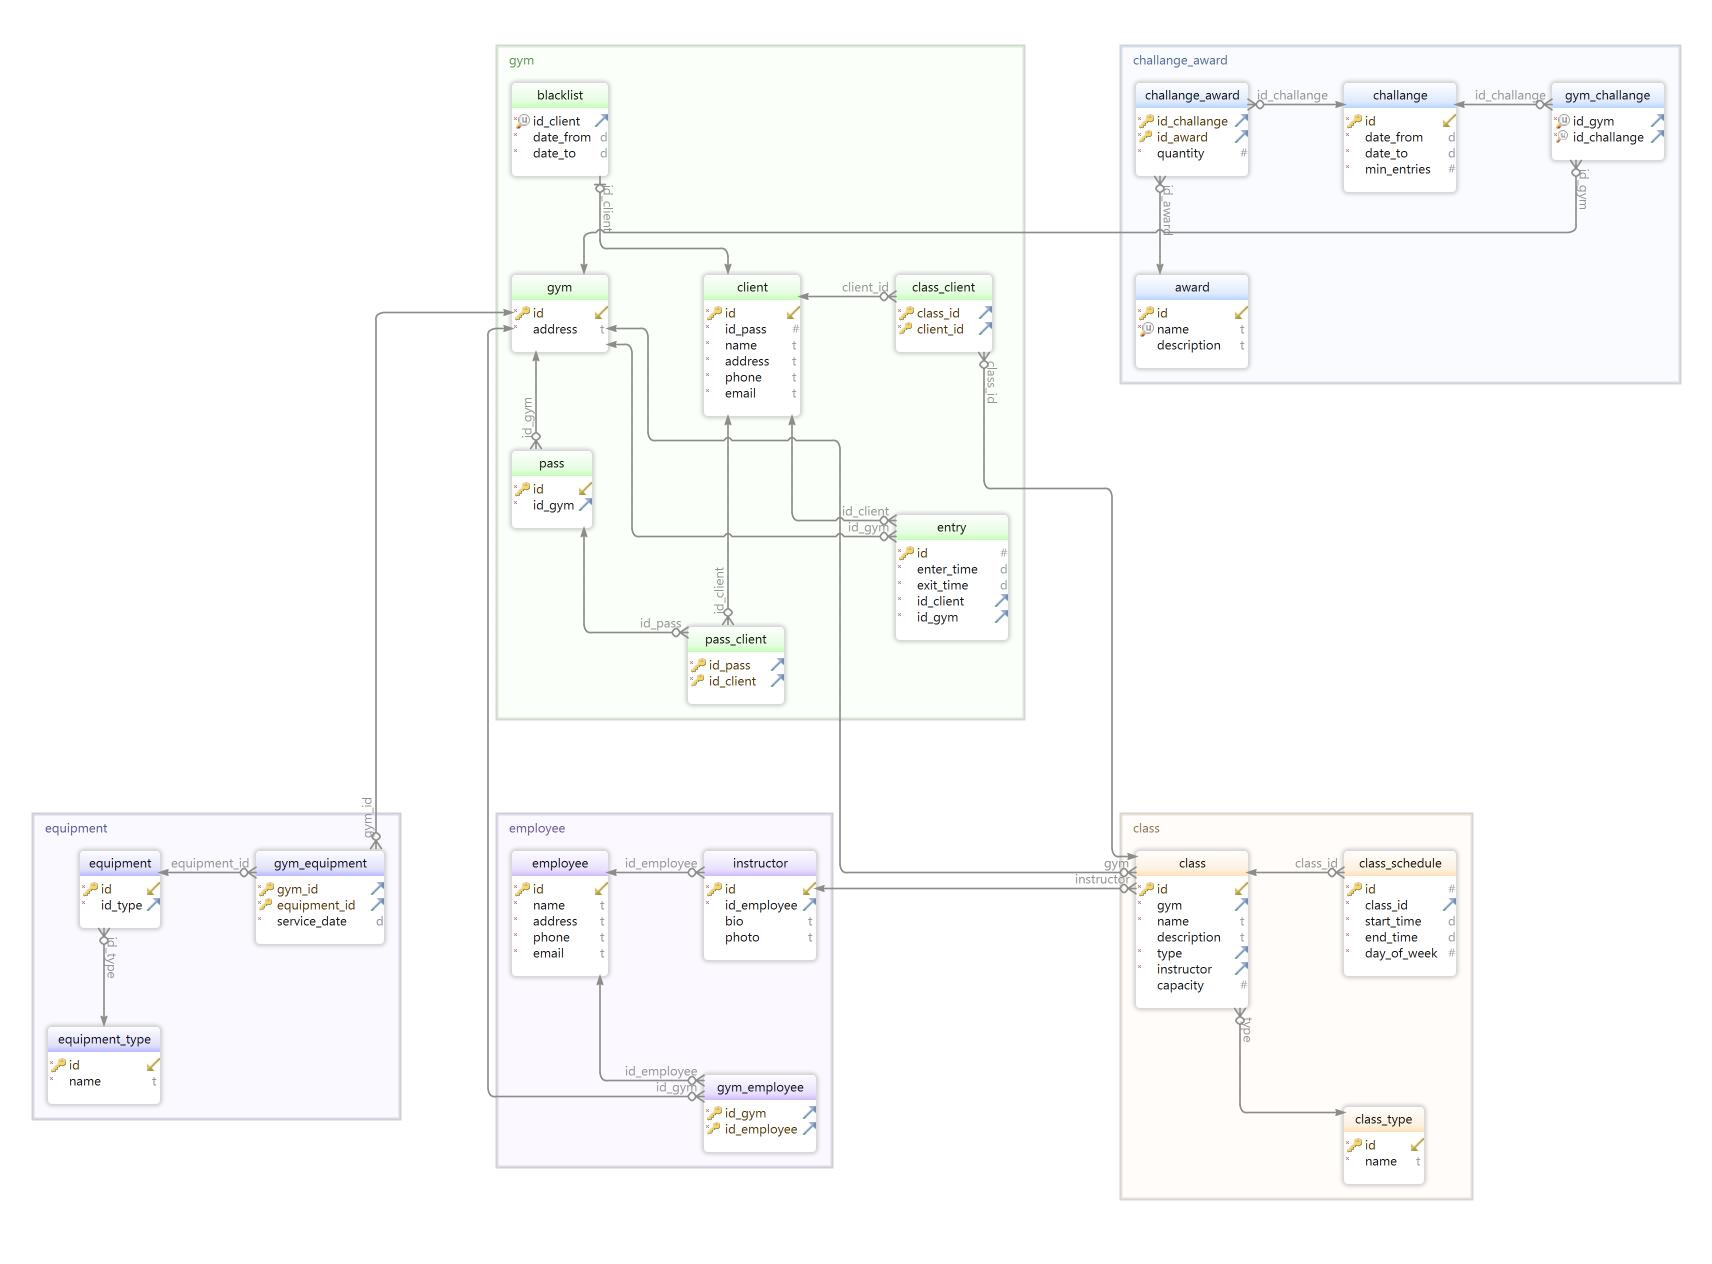 gym
blacklist
id_client
date_from d
date_to d
id_client
gym
id
address t
client
id
id_pass #
name t
address t
phone t
email t
client_id
class_client
class_id
client_id
class_id
id_gym
pass
id
id_gym
id_client
id_gym
entry
id #
enter_time d
exit_time d
id_client
id_gym
id_client
id_pass
pass_client
id_pass
id_client
challange_award
challange_award
id_challange
id_award
quantity #
id_challange
challange
id
date_from d
date_to d
min_entries #
id_challange
gym_challange
id_gym
id_challange
id_gym
id_award
award
id
name t
description t
equipment
gym_id
equipment
id
id_type
equipment_id
gym_equipment
gym_id
equipment_id
service_date d
id_type
equipment_type
id
name t
employee
employee
id
name t
address t
phone t
email t
id_employee
instructor
id
id_employee
bio t
photo t
id_employee
id_gym
gym_employee
id_gym
id_employee
class
gym
instructor
class
id
gym
name t
description t
type
instructor
capacity #
class_id
class_schedule
id #
class_id
start_time d
end_time d
day_of_week #
type
class_type
id
name t